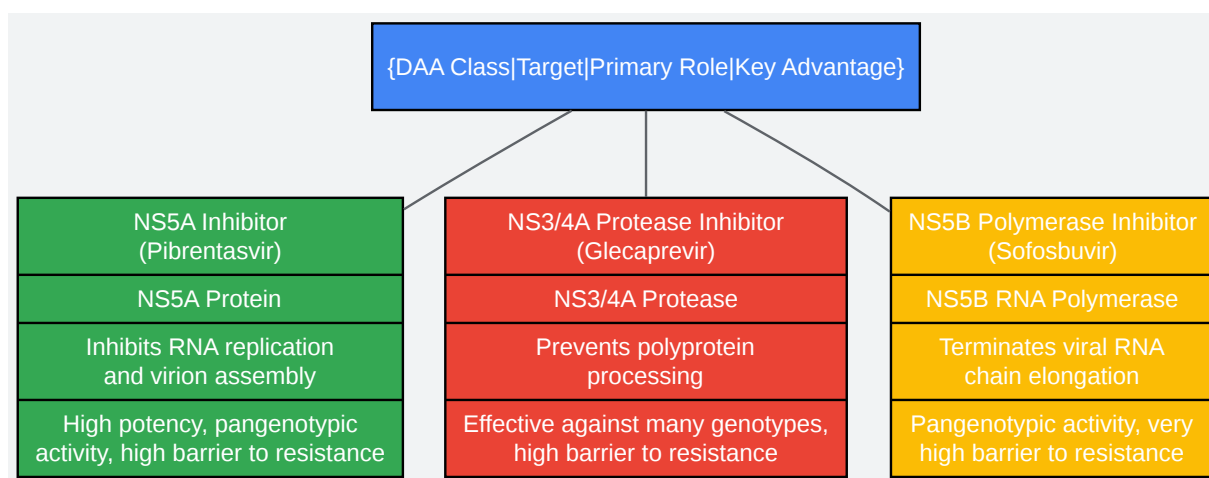 {DAA Class|Target|Primary Role|Key Advantage}
NS5A Inhibitor
(Pibrentasvir)
NS5A Protein
Inhibits RNA replication
and virion assembly
High potency, pangenotypic
activity, high barrier to resistance
NS3/4A Protease Inhibitor
(Glecaprevir)
NS3/4A Protease
Prevents polyprotein
processing
Effective against many genotypes,
high barrier to resistance
NS5B Polymerase Inhibitor
(Sofosbuvir)
NS5B RNA Polymerase
Terminates viral RNA
chain elongation
Pangenotypic activity, very
high barrier to resistance